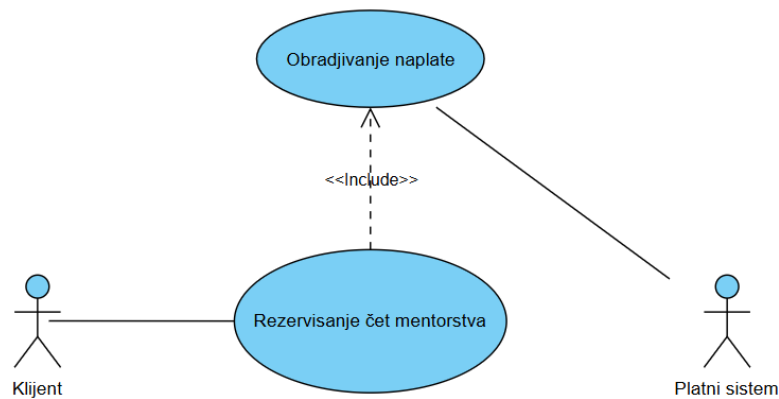 Obradjivanje naplate
<<Include>>
Rezervisanje čet mentorstva
Klijent
Platni sistem